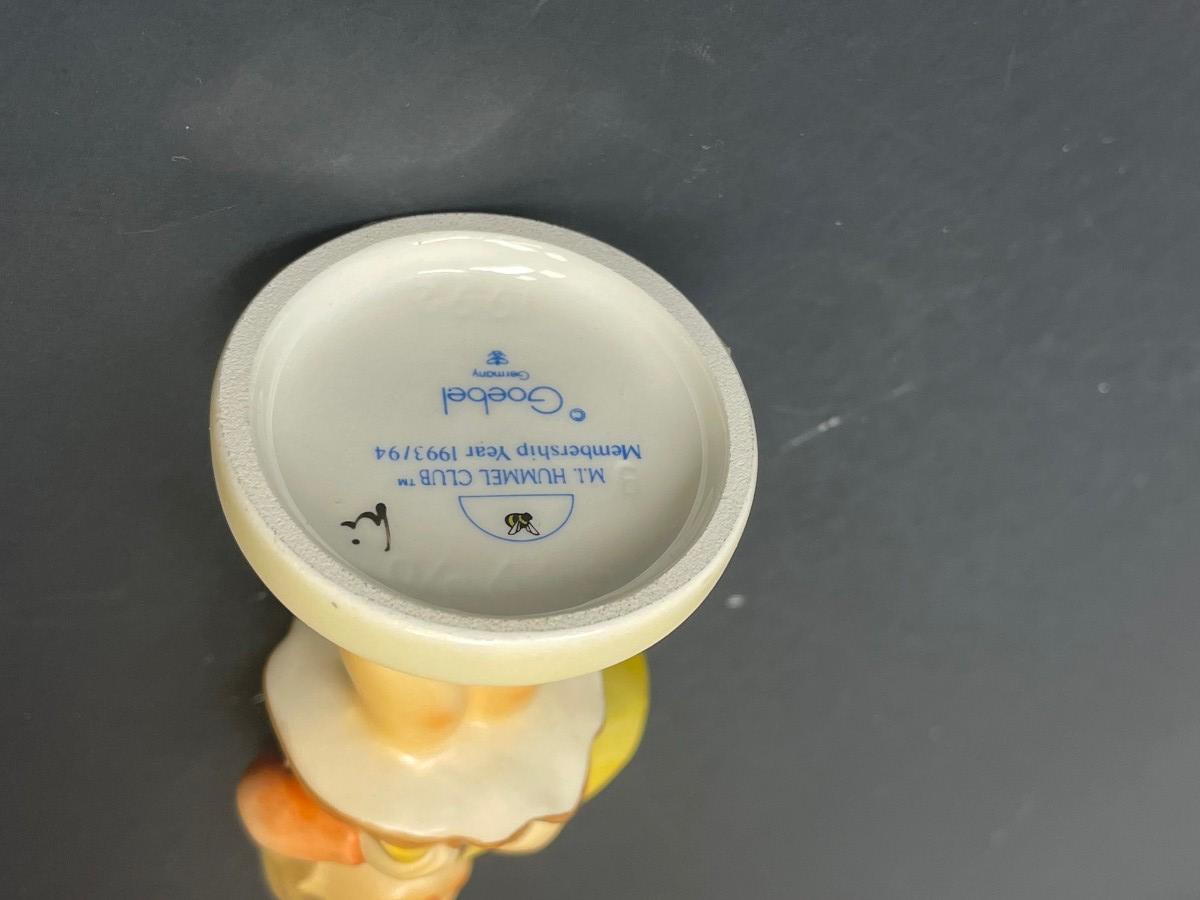 M.I. HUMMEL CLUB™
Membership Year 1993/94
© Goebel
Germany